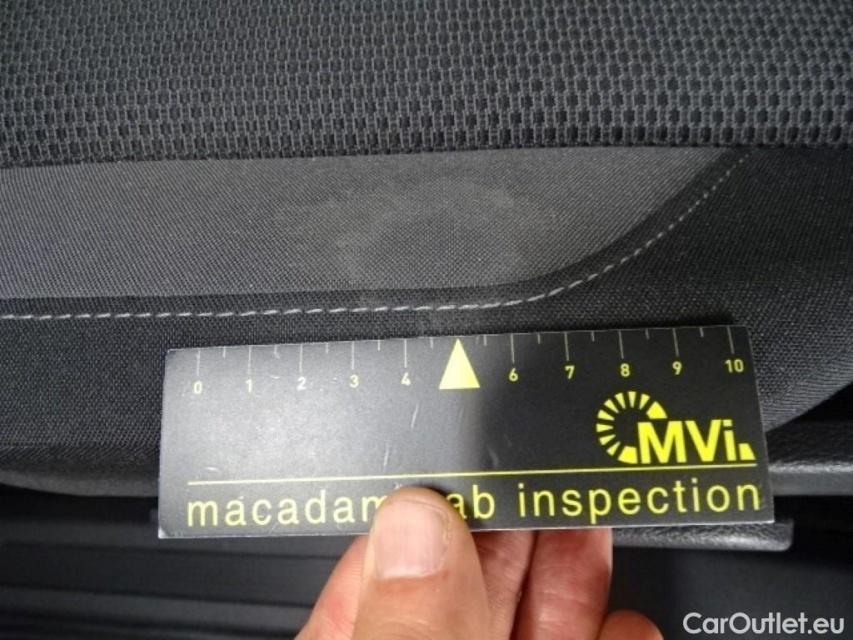 0 1 2 3 4 6 7 8 9 10
MVi
macadam ab inspection
CarOutlet.eu